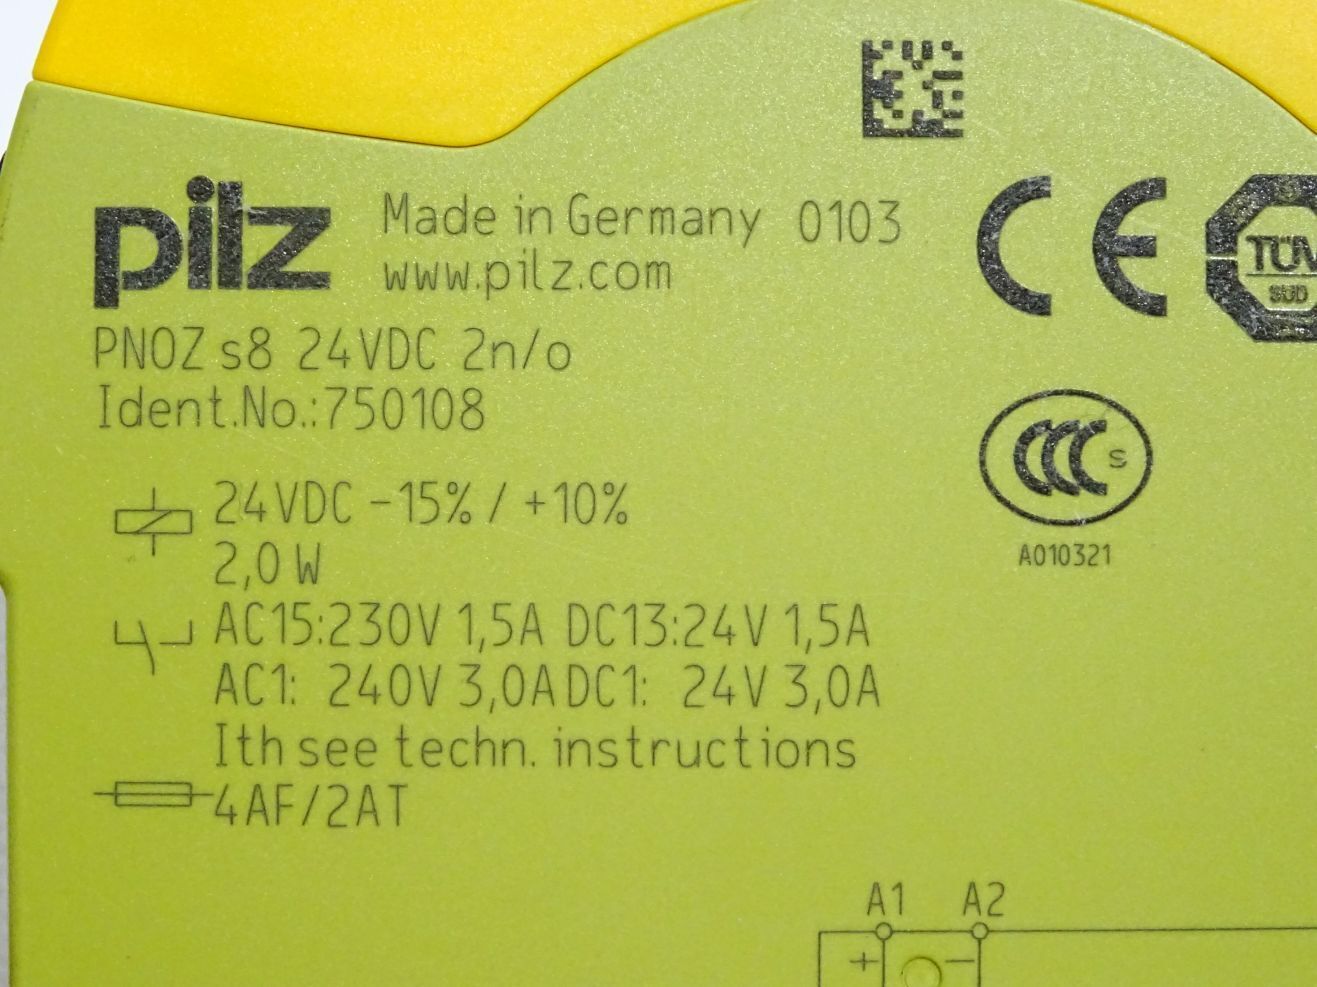 pilz Made in Germany 0103
www.pilz.com
CE
TÜV
SÜD
PNOZ s8 24VDC 2n/o
Ident.No.:750108
CCC S
A010321
24VDC -15% / +10%
2,0 W
AC15:230V 1,5A DC13:24V 1,5A
AC1: 240V 3,0A DC1: 24V 3,0A
Ith see techn. instructions
4AF/2AT
A1 A2
+ -